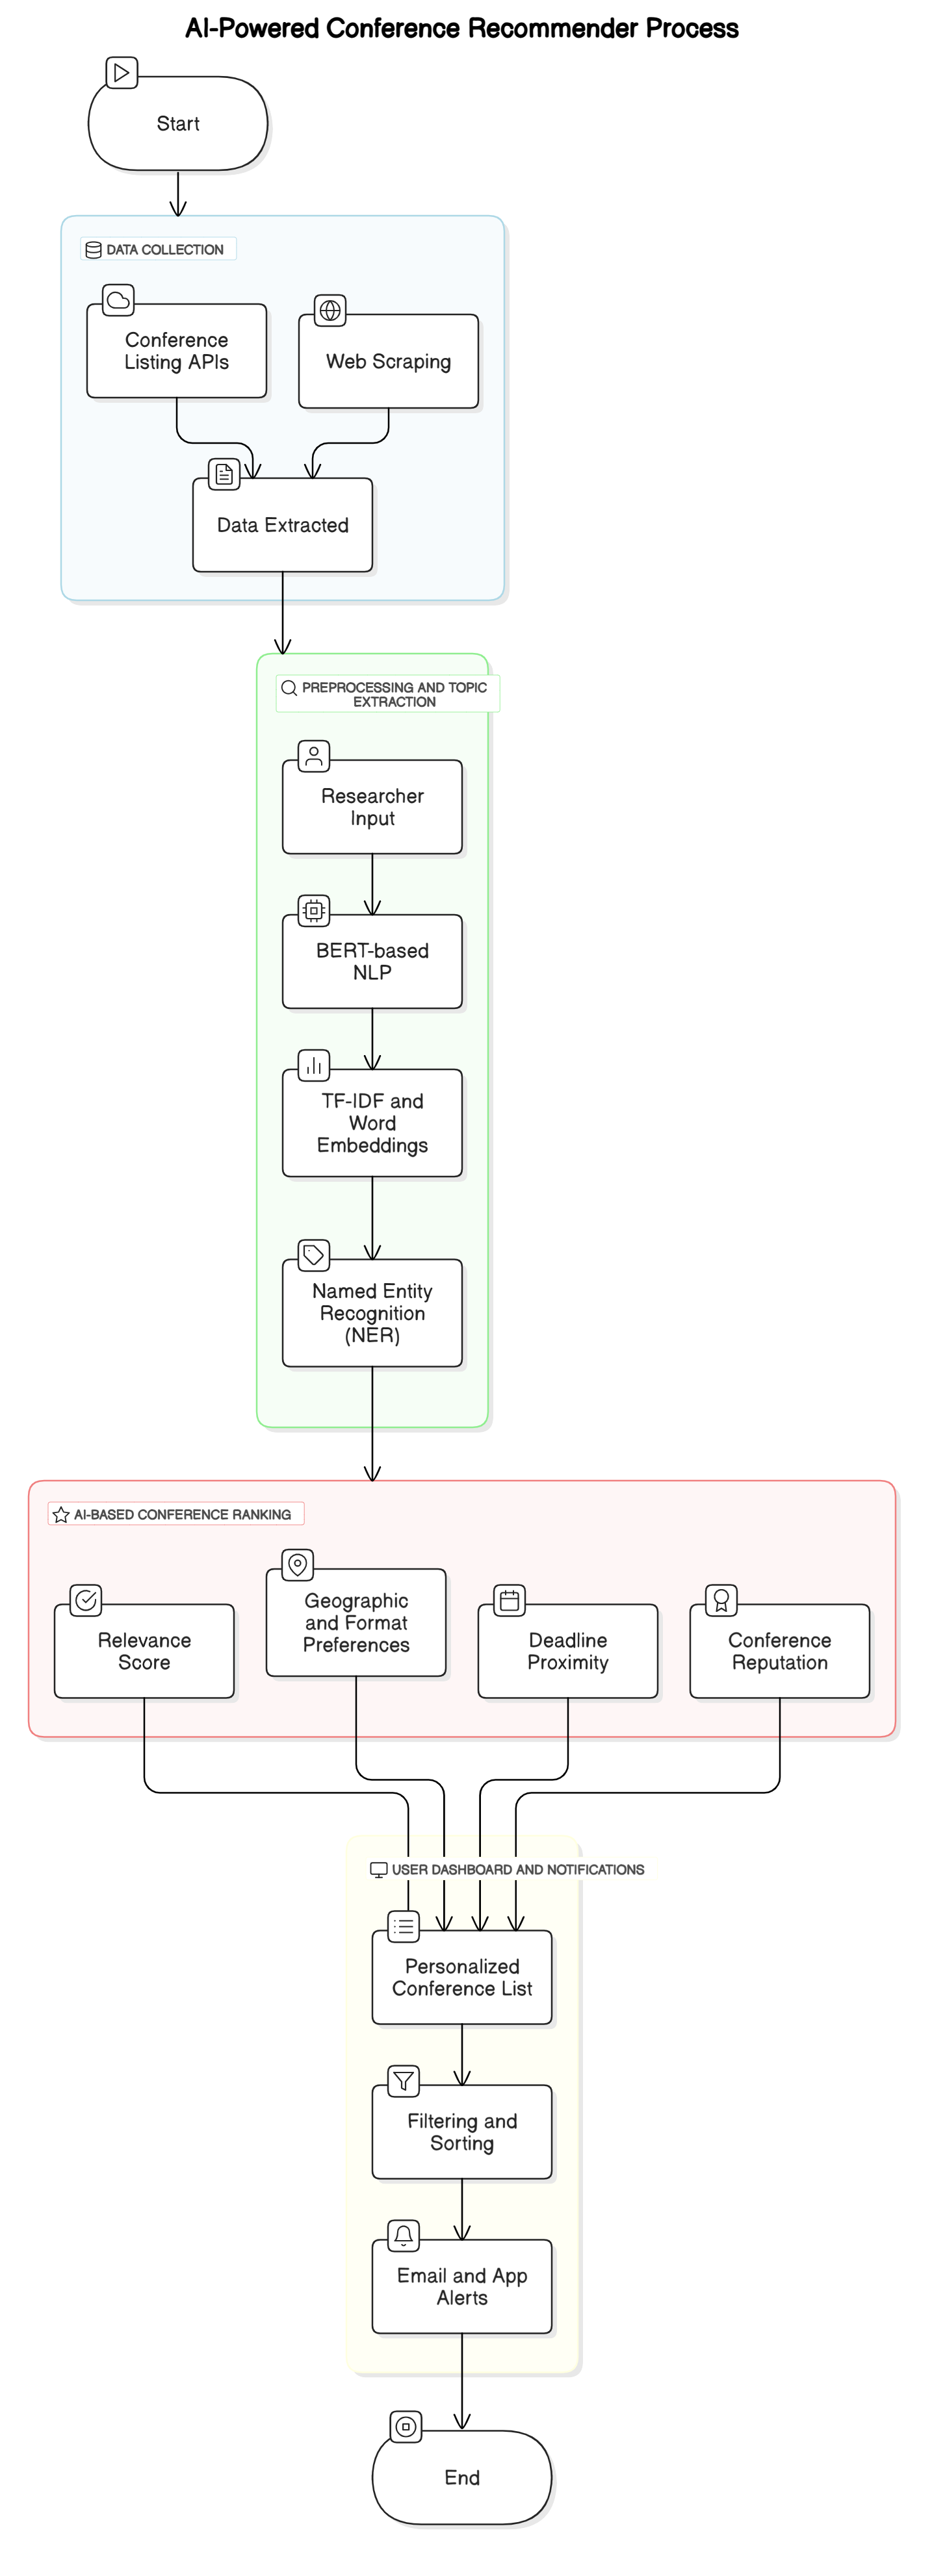 AI-Powered Conference Recommender Process
Start
DATA COLLECTION
Conference
Listing APIs
Web Scraping
Data Extracted
PREPROCESSING AND TOPIC
EXTRACTION
Researcher
Input
BERT-based
NLP
TF-IDF and
Word
Embeddings
Named Entity
Recognition
(NER)
AI-BASED CONFERENCE RANKING
Relevance
Score
Geographic
and Format
Preferences
Deadline
Proximity
Conference
Reputation
USER DASHBOARD AND NOTIFICATIONS
Personalized
Conference List
Filtering and
Sorting
Email and App
Alerts
End